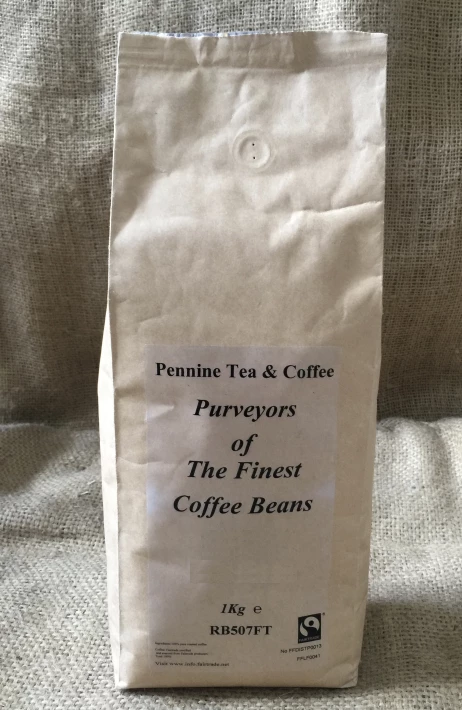 Pennine Tea & Coffee
Purveyors
of
The Finest
Coffee Beans
1Kg e
RB507FT